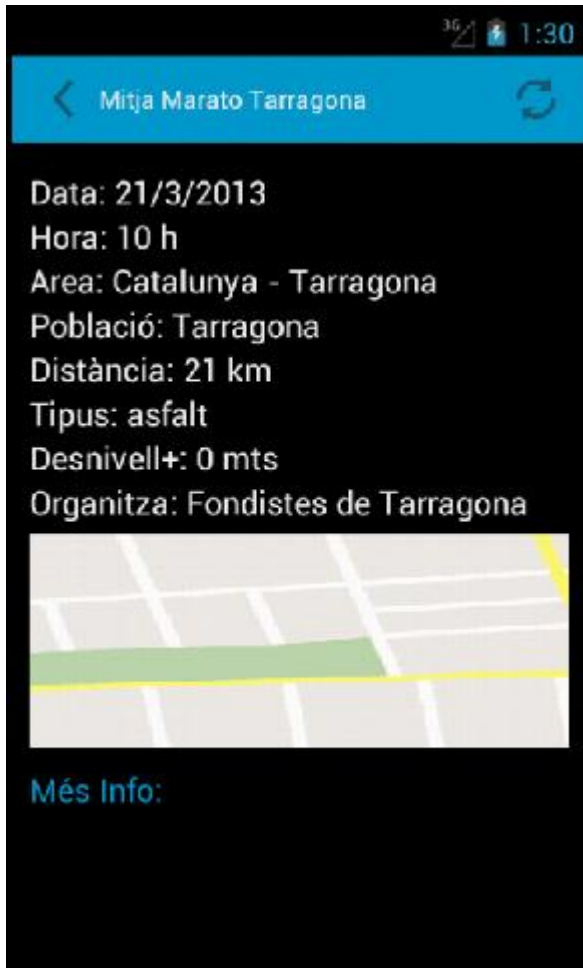 3G 1:30
Mitja Marato Tarragona
Data: 21/3/2013
Hora: 10 h
Area: Catalunya - Tarragona
Població: Tarragona
Distància: 21 km
Tipus: asfalt
Desnivell+: 0 mts
Organitza: Fondistes de Tarragona
Més Info: